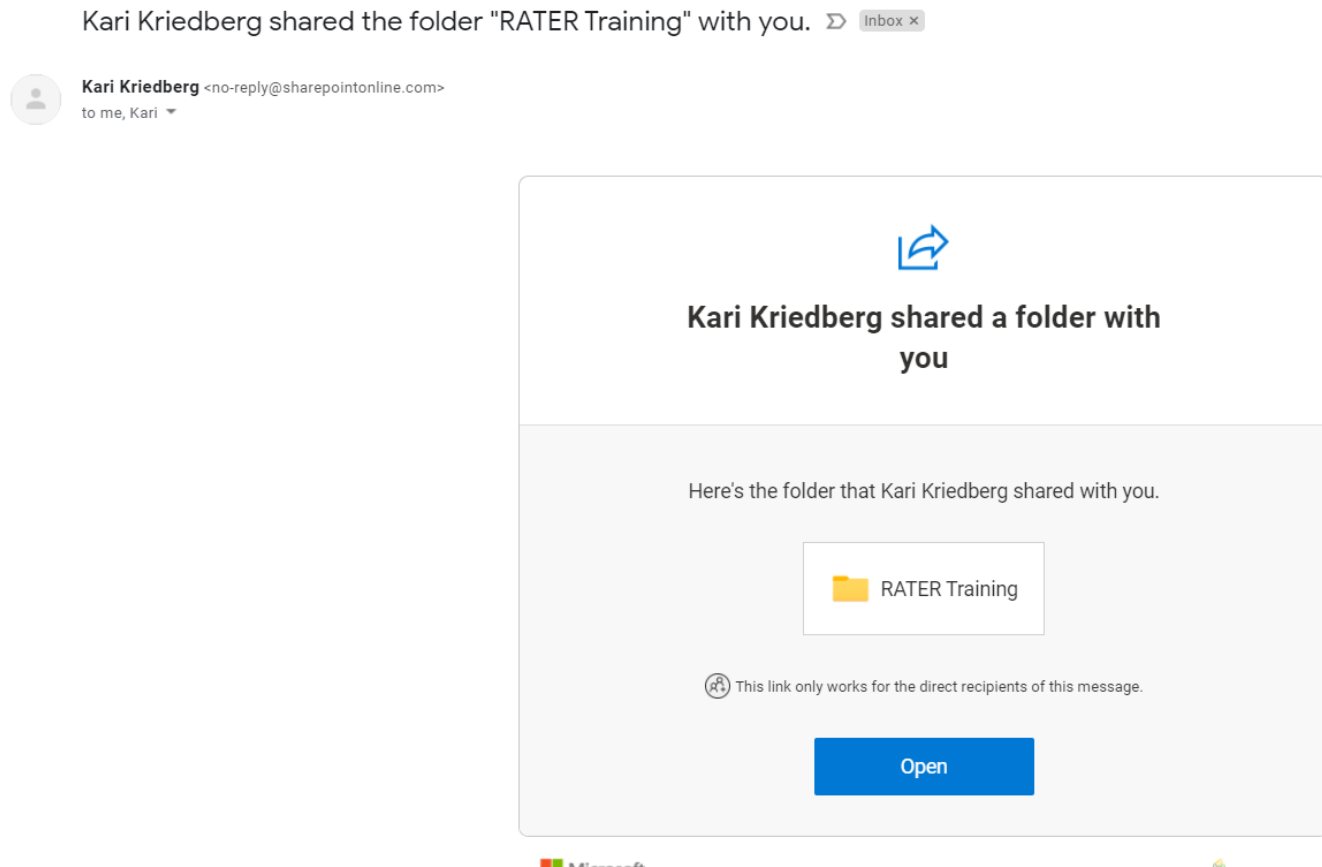 Kari Kriedberg shared the folder "RATER Training" with you.
Inbox ×
Kari Kriedberg <no-reply@sharepointonline.com>
to me, Kari
Kari Kriedberg shared a folder with
you
Here's the folder that Kari Kriedberg shared with you.
RATER Training
This link only works for the direct recipients of this message.
Open
Microsoft